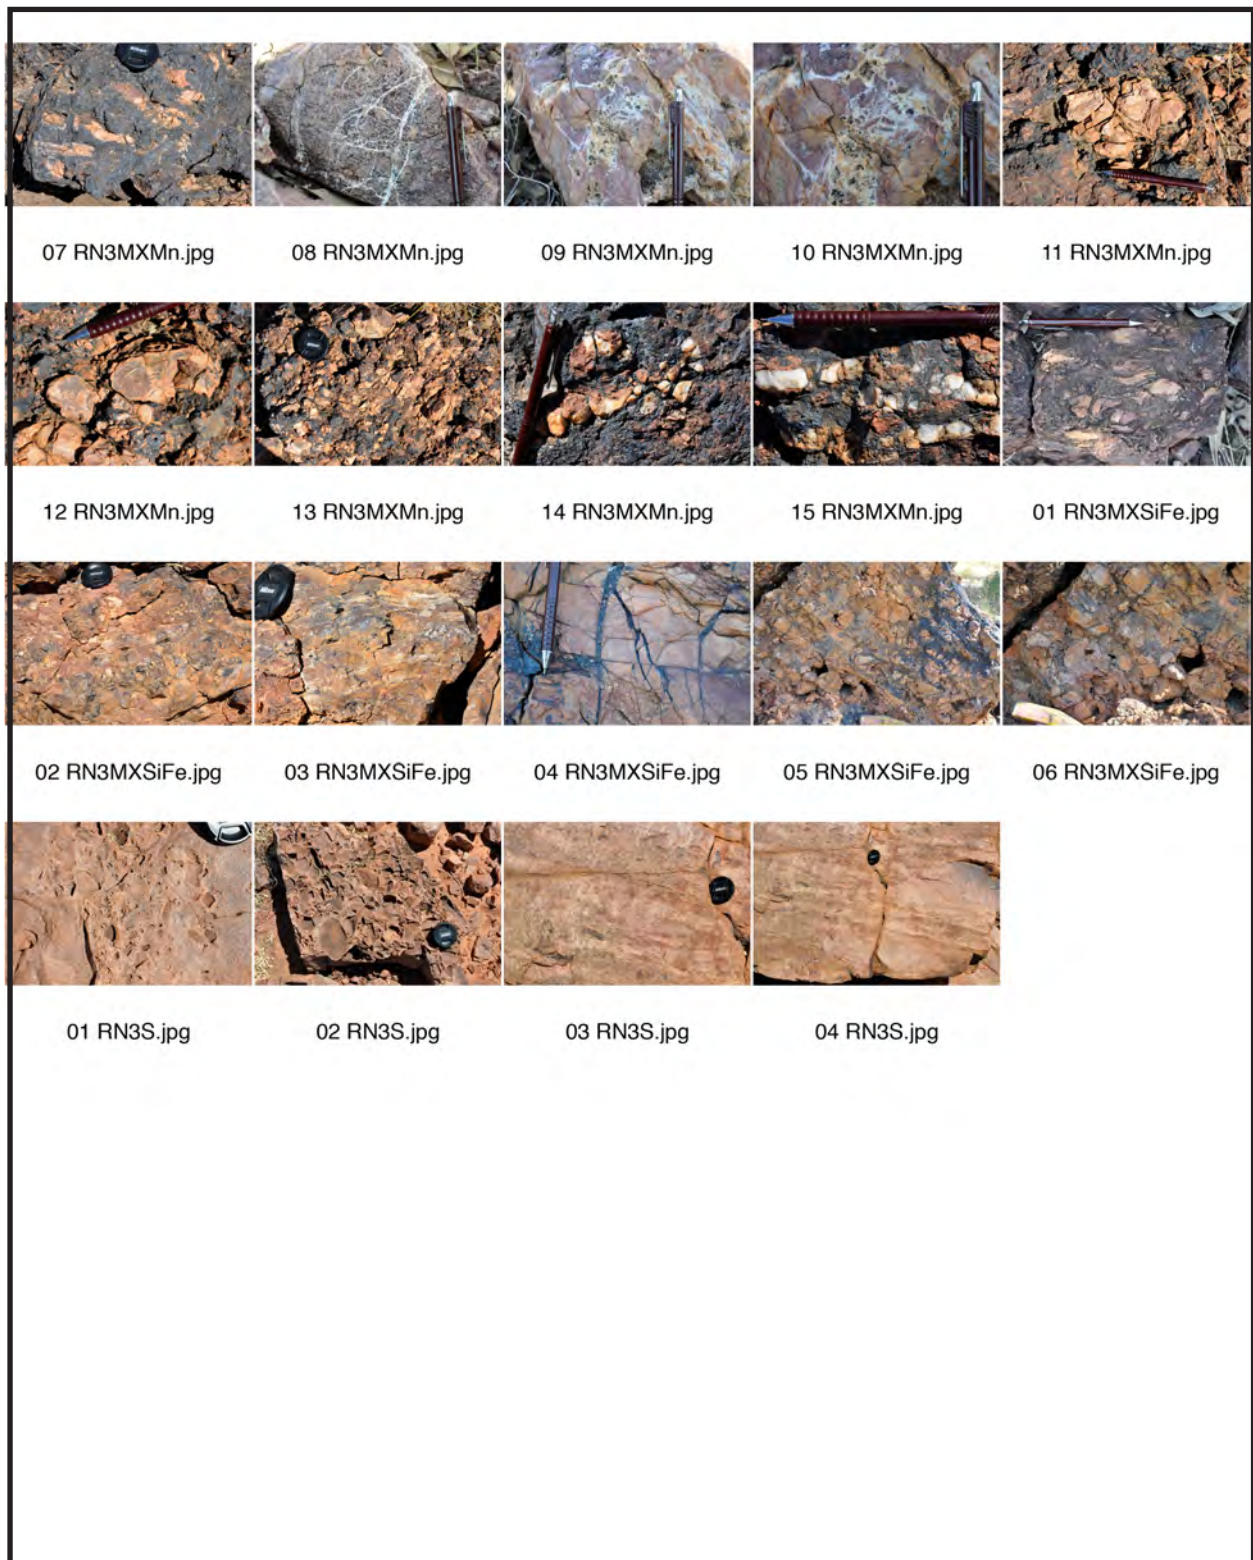 07 RN3MXMn.jpg 08 RN3MXMn.jpg 09 RN3MXMn.jpg 10 RN3MXMn.jpg 11 RN3MXMn.jpg
12 RN3MXMn.jpg 13 RN3MXMn.jpg 14 RN3MXMn.jpg 15 RN3MXMn.jpg 01 RN3MXSiFe.jpg
02 RN3MXSiFe.jpg 03 RN3MXSiFe.jpg 04 RN3MXSiFe.jpg 05 RN3MXSiFe.jpg 06 RN3MXSiFe.jpg
01 RN3S.jpg 02 RN3S.jpg 03 RN3S.jpg 04 RN3S.jpg